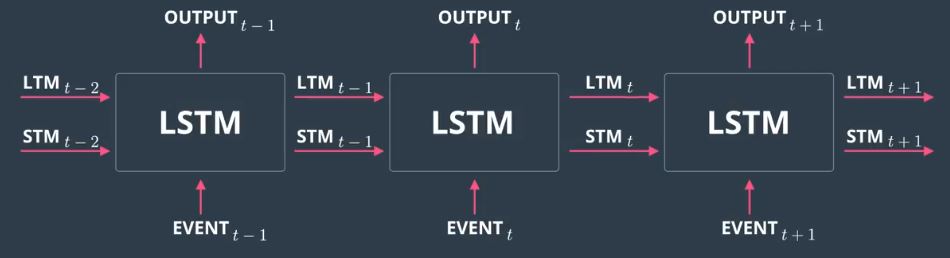 OUTPUT t − 1 OUTPUT t OUTPUT t + 1
LTM t − 2 LTM t − 1 LTM t LTM t + 1
LSTM LSTM LSTM
STM t − 2 STM t − 1 STM t STM t + 1
EVENT t − 1 EVENT t EVENT t + 1